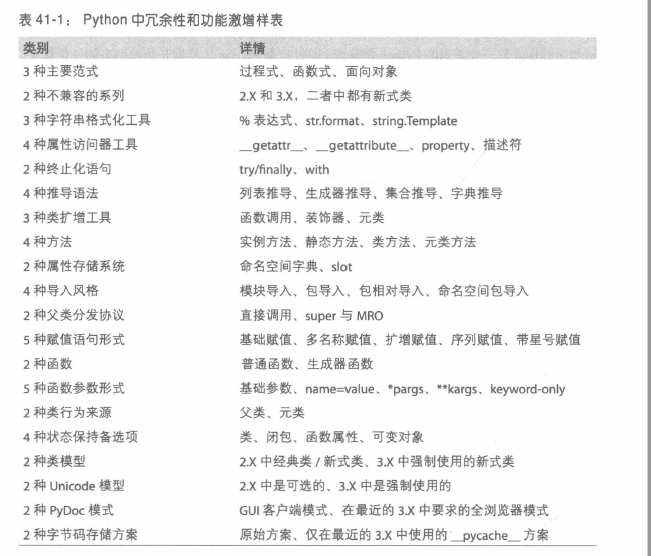 表 41-1： Python 中冗余性和功能激增样表
类别 详情
3 种主要范式 过程式、函数式、面向对象
2 种不兼容的系列 2.X 和 3.X，二者中都有新式类
3 种字符串格式化工具 % 表达式、str.format、string.Template
4 种属性访问器工具 __getattr__、__getattribute__、property、描述符
2 种终止化语句 try/finally、with
4 种推导语法 列表推导、生成器推导、集合推导、字典推导
3 种类扩增工具 函数调用、装饰器、元类
4 种方法 实例方法、静态方法、类方法、元类方法
2 种属性存储系统 命名空间字典、slot
4 种导入风格 模块导入、包导入、包相对导入、命名空间包导入
2 种父类分发协议 直接调用、super 与 MRO
5 种赋值语句形式 基础赋值、多名称赋值、扩增赋值、序列赋值、带星号赋值
2 种函数 普通函数、生成器函数
5 种函数参数形式 基础参数、name=value、*pargs、**kargs、keyword-only
2 种类行为来源 父类、元类
4 种状态保持备选项 类、闭包、函数属性、可变对象
2 种类模型 2.X 中经典类 / 新式类、3.X 中强制使用的新式类
2 种 Unicode 模型 2.X 中是可选的、3.X 中是强制使用的
2 种 PyDoc 模式 GUI 客户端模式、在最近的 3.X 中要求的全浏览器模式
2 种字节码存储方案 原始方案、仅在最近的 3.X 中使用的 __pycache__ 方案